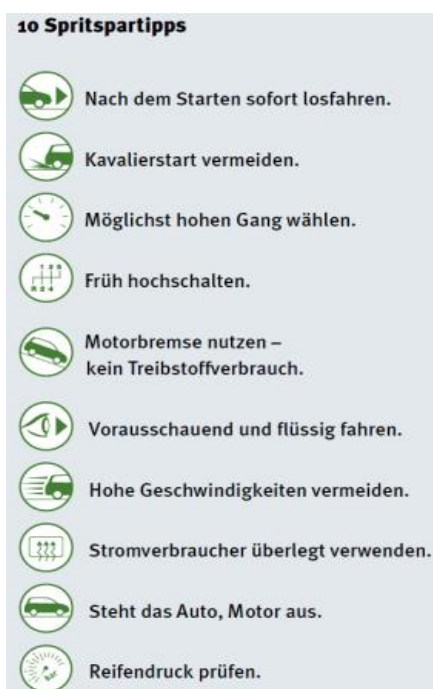 10 Spritspartipps
Nach dem Starten sofort losfahren.
Kavalierstart vermeiden.
Möglichst hohen Gang wählen.
Früh hochschalten.
Motorbremse nutzen –
kein Treibstoffverbrauch.
Vorausschauend und flüssig fahren.
Hohe Geschwindigkeiten vermeiden.
Stromverbraucher überlegt verwenden.
Steht das Auto, Motor aus.
bar
Reifendruck prüfen.